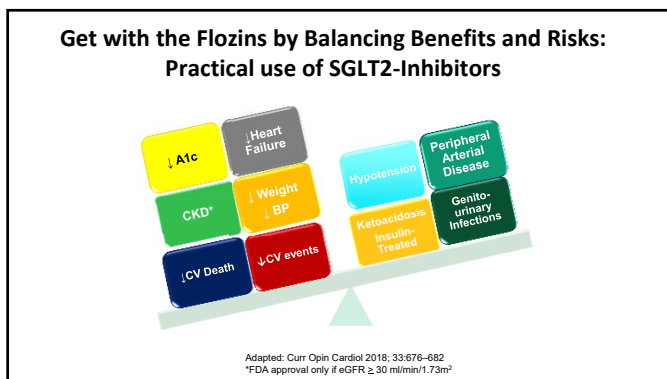 Get with the Flozins by Balancing Benefits and Risks:
Practical use of SGLT2-Inhibitors
↓ A1c
↓Heart
Failure
CKD*
↓ Weight
↓ BP
↓CV Death
↓CV events
Hypotension
Peripheral
Arterial
Disease
Ketoacidosis
Insulin-
Treated
Genito-
urinary
Infections
Adapted: Curr Opin Cardiol 2018; 33:676–682
*FDA approval only if eGFR ≥ 30 ml/min/1.73m²